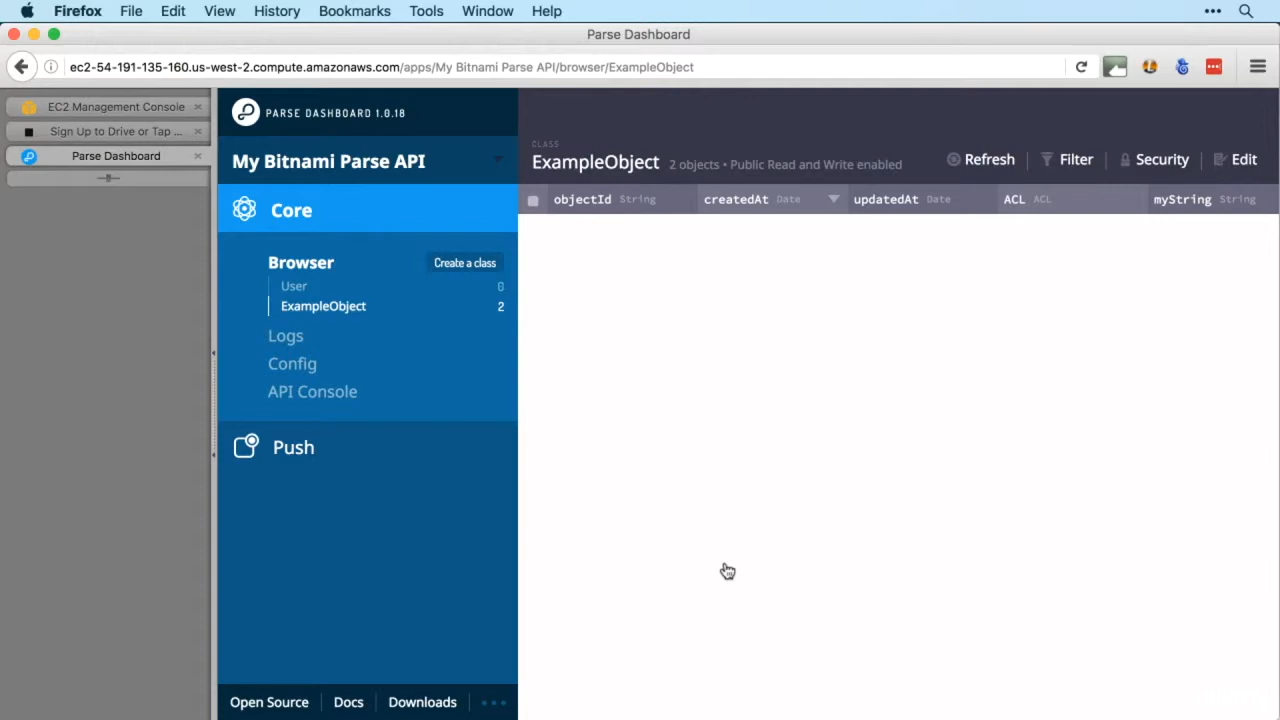 Firefox File Edit View History Bookmarks Tools Window Help
Parse Dashboard
ec2-54-191-135-160.us-west-2.compute.amazonaws.com/apps/My Bitnami Parse API/browser/ExampleObject
EC2 Management Console
Sign Up to Drive or Tap ...
Parse Dashboard
PARSE DASHBOARD 1.0.18
My Bitnami Parse API
Core
Browser
Create a class
User 0
ExampleObject 2
Logs
Config
API Console
Push
Open Source Docs Downloads
CLASS
ExampleObject 2 objects • Public Read and Write enabled
Refresh Filter Security Edit
objectId String createdAt Date updatedAt Date ACL ACL myString String